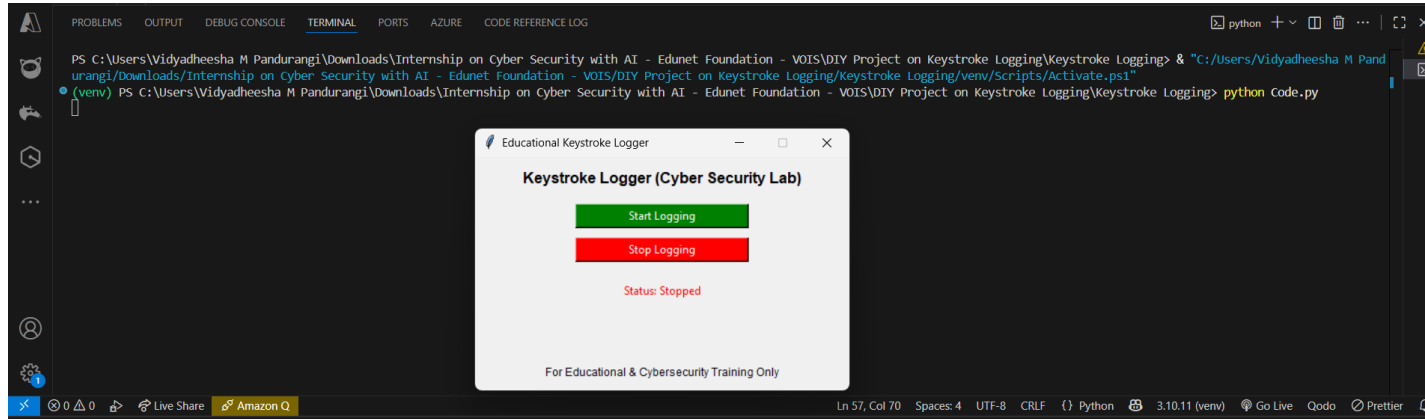 PROBLEMS OUTPUT DEBUG CONSOLE TERMINAL PORTS AZURE CODE REFERENCE LOG python
PS C:\Users\Vidyadheesha M Pandurangi\Downloads\Internship on Cyber Security with AI - Edunet Foundation - VOIS\DIY Project on Keystroke Logging\Keystroke Logging> & "C:/Users/Vidyadheesha M Pand
urangi/Downloads/Internship on Cyber Security with AI - Edunet Foundation - VOIS/DIY Project on Keystroke Logging/Keystroke Logging/venv/Scripts/Activate.ps1"
(venv) PS C:\Users\Vidyadheesha M Pandurangi\Downloads\Internship on Cyber Security with AI - Edunet Foundation - VOIS\DIY Project on Keystroke Logging\Keystroke Logging> python Code.py
Educational Keystroke Logger
Keystroke Logger (Cyber Security Lab)
Start Logging
Stop Logging
Status: Stopped
For Educational & Cybersecurity Training Only
1
0 0 Live Share Amazon Q Ln 57, Col 70 Spaces: 4 UTF-8 CRLF {} Python 3.10.11 (venv) Go Live Qodo Prettier